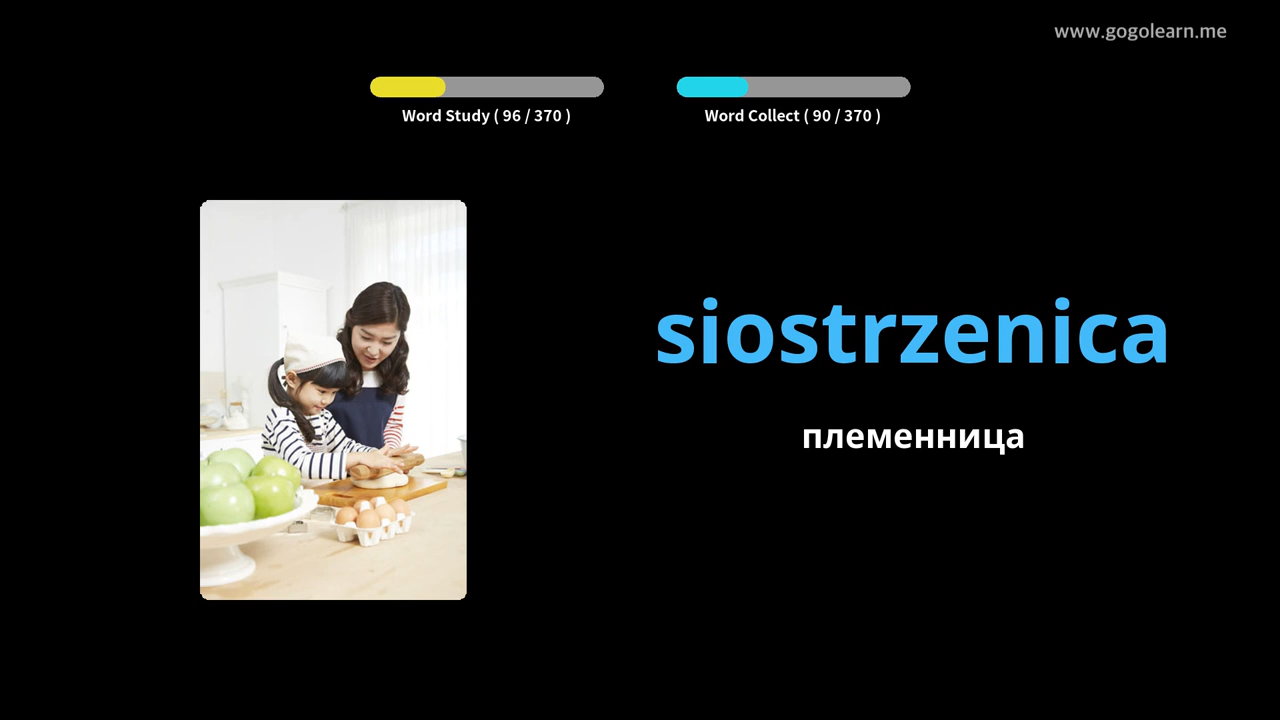 www.gogolearn.me
Word Study ( 96 / 370 )
Word Collect ( 90 / 370 )
siostrzenica
племенница